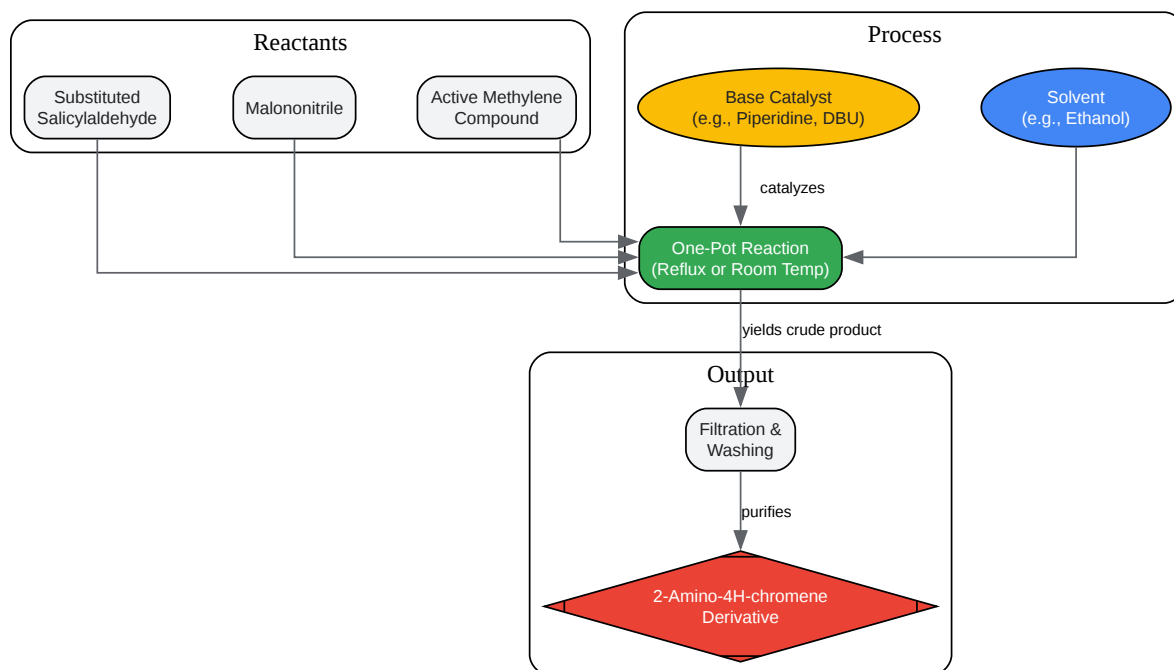 Reactants
Substituted
Salicylaldehyde
Malononitrile
Active Methylene
Compound
Process
Base Catalyst
(e.g., Piperidine, DBU)
Solvent
(e.g., Ethanol)
catalyzes
One-Pot Reaction
(Reflux or Room Temp)
yields crude product
Output
Filtration &
Washing
purifies
2-Amino-4H-chromene
Derivative